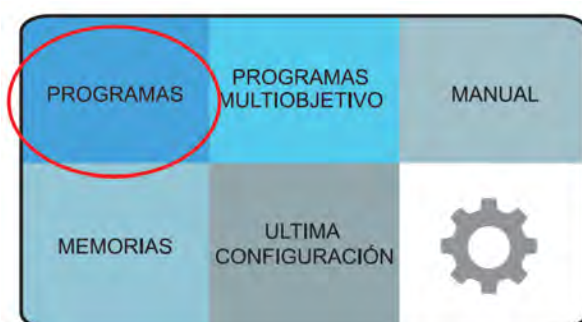 PROGRAMAS
PROGRAMAS
MULTIOBJETIVO
MANUAL
MEMORIAS
ULTIMA
CONFIGURACIÓN